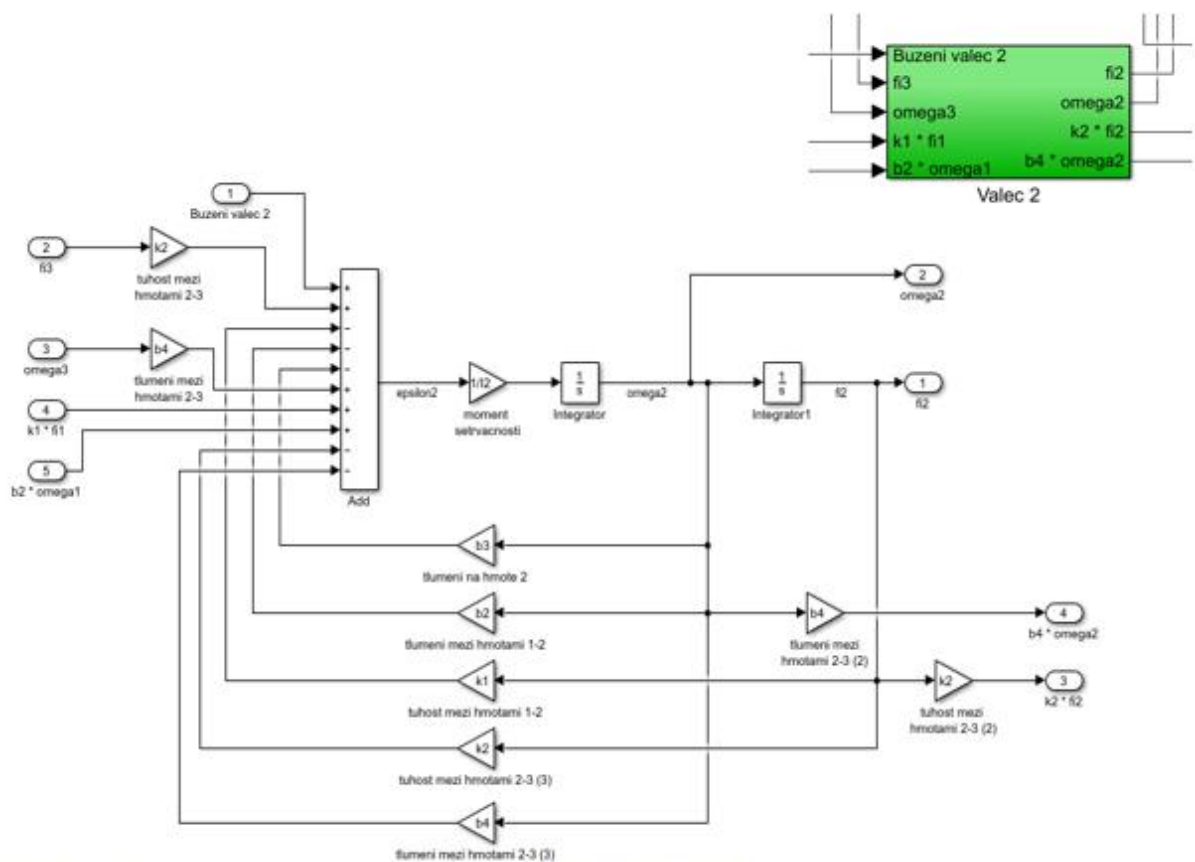 Buzeni valec 2
fi3
omega3
k1 * fi1
b2 * omega1
fi2
omega2
k2 * fi2
b4 * omega2
Valec 2
1
Buzeni valec 2
2
fi3
k2
tuhost mezi
hmotami 2-3
3
omega3
b4
tlumeni mezi
hmotami 2-3
4
k1 * fi1
5
b2 * omega1
+
+
−
−
−
+
+
+
−
−
Add
epsilon2
1/I2
moment
setrvacnosti
1
s
Integrator
omega2
1
s
Integrator1
fi2
2
omega2
1
fi2
b3
tlumeni na hmote 2
b2
tlumeni mezi hmotami 1-2
b4
tlumeni mezi
hmotami 2-3 (2)
4
b4 * omega2
k1
tuhost mezi hmotami 1-2
k2
tuhost mezi
hmotami 2-3 (2)
3
k2 * fi2
k2
tuhost mezi hmotami 2-3 (3)
b4
tlumeni mezi hmotami 2-3 (3)